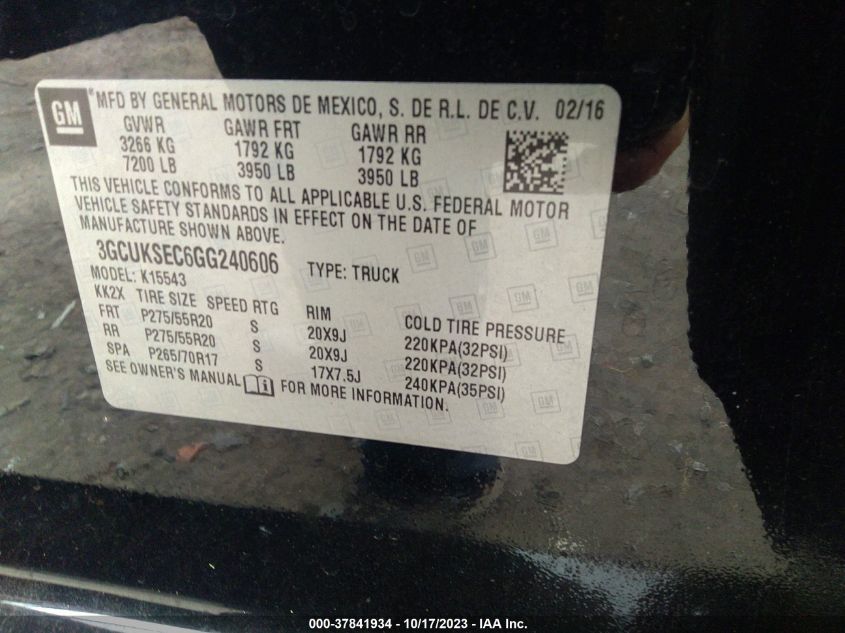 GM
MFD BY GENERAL MOTORS DE MEXICO, S. DE R.L. DE C.V. 02/16
GVWR GAWR FRT GAWR RR
3266 KG 1792 KG 1792 KG
7200 LB 3950 LB 3950 LB
THIS VEHICLE CONFORMS TO ALL APPLICABLE U.S. FEDERAL MOTOR
VEHICLE SAFETY STANDARDS IN EFFECT ON THE DATE OF
MANUFACTURE SHOWN ABOVE.
3GCUKSEC6GG240606
MODEL: K15543 TYPE: TRUCK
KK2X TIRE SIZE SPEED RTG RIM COLD TIRE PRESSURE
FRT P275/55R20 S 20X9J 220KPA(32PSI)
RR P275/55R20 S 20X9J 220KPA(32PSI)
SPA P265/70R17 S 17X7.5J 240KPA(35PSI)
SEE OWNER'S MANUAL FOR MORE INFORMATION.
000-37841934 - 10/17/2023 - IAA Inc.